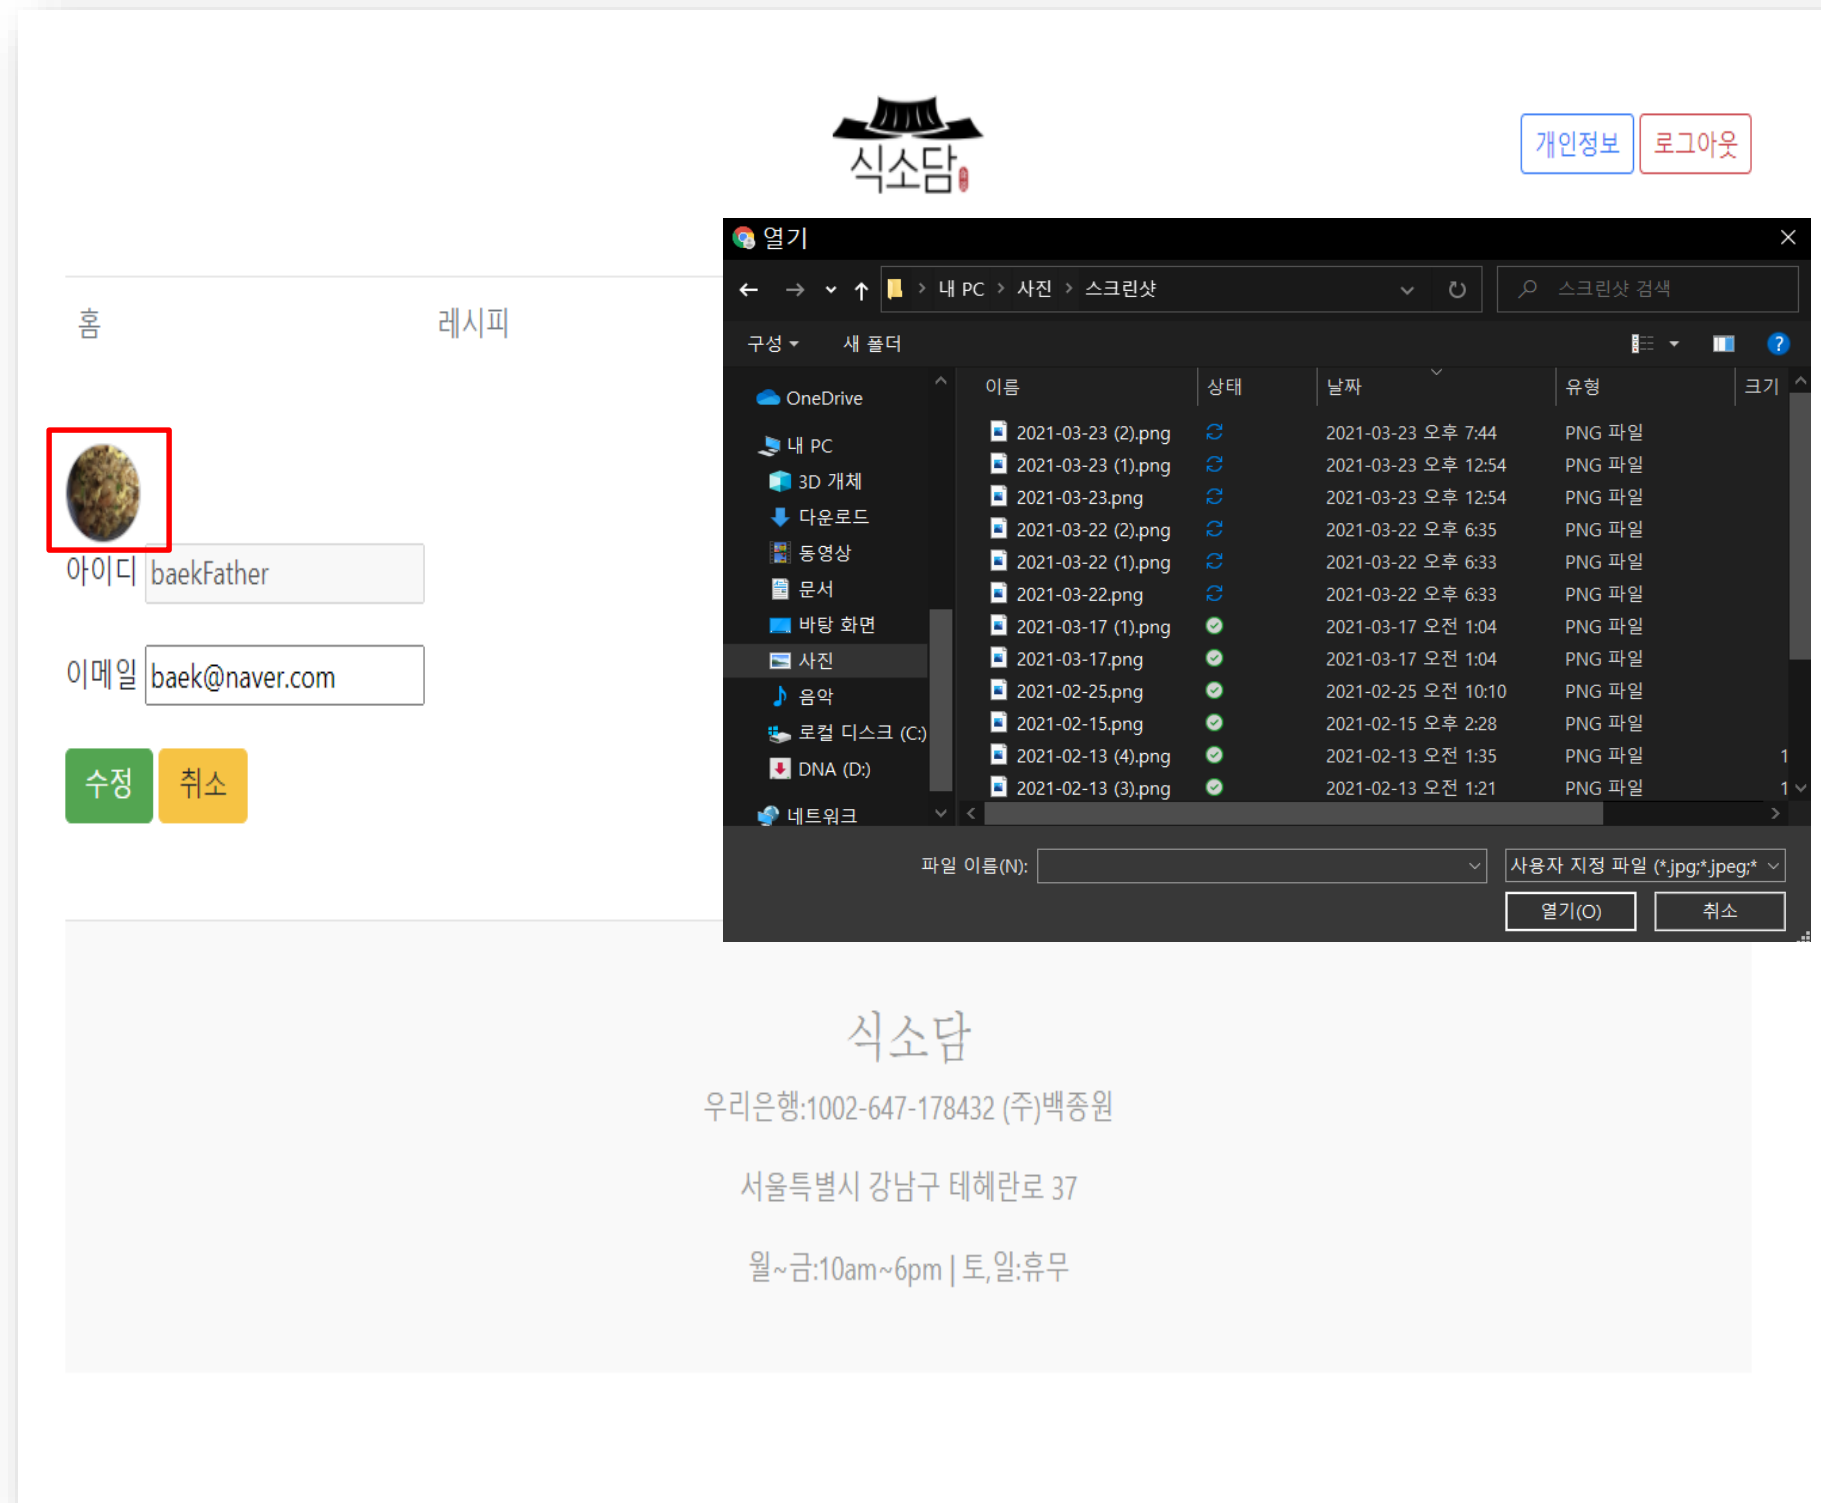 식소담
개인정보 로그아웃
홈 레시피
아이디 baekFather
이메일 baek@naver.com
수정 취소
열기
내 PC > 사진 > 스크린샷
스크린샷 검색
구성 새 폴더
OneDrive
내 PC
3D 개체
다운로드
동영상
문서
바탕 화면
사진
음악
로컬 디스크 (C:)
DNA (D:)
네트워크
이름 상태 날짜 유형 크기
2021-03-23 (2).png 2021-03-23 오후 7:44 PNG 파일
2021-03-23 (1).png 2021-03-23 오후 12:54 PNG 파일
2021-03-23.png 2021-03-23 오후 12:54 PNG 파일
2021-03-22 (2).png 2021-03-22 오후 6:35 PNG 파일
2021-03-22 (1).png 2021-03-22 오후 6:33 PNG 파일
2021-03-22.png 2021-03-22 오후 6:33 PNG 파일
2021-03-17 (1).png 2021-03-17 오전 1:04 PNG 파일
2021-03-17.png 2021-03-17 오전 1:04 PNG 파일
2021-02-25.png 2021-02-25 오전 10:10 PNG 파일
2021-02-15.png 2021-02-15 오후 2:28 PNG 파일
2021-02-13 (4).png 2021-02-13 오전 1:35 PNG 파일 1
2021-02-13 (3).png 2021-02-13 오전 1:21 PNG 파일 1
파일 이름(N): 사용자 지정 파일 (*.jpg;*.jpeg;*
열기(O) 취소
식소담
우리은행:1002-647-178432 (주)백종원
서울특별시 강남구 테헤란로 37
월~금:10am~6pm | 토,일:휴무